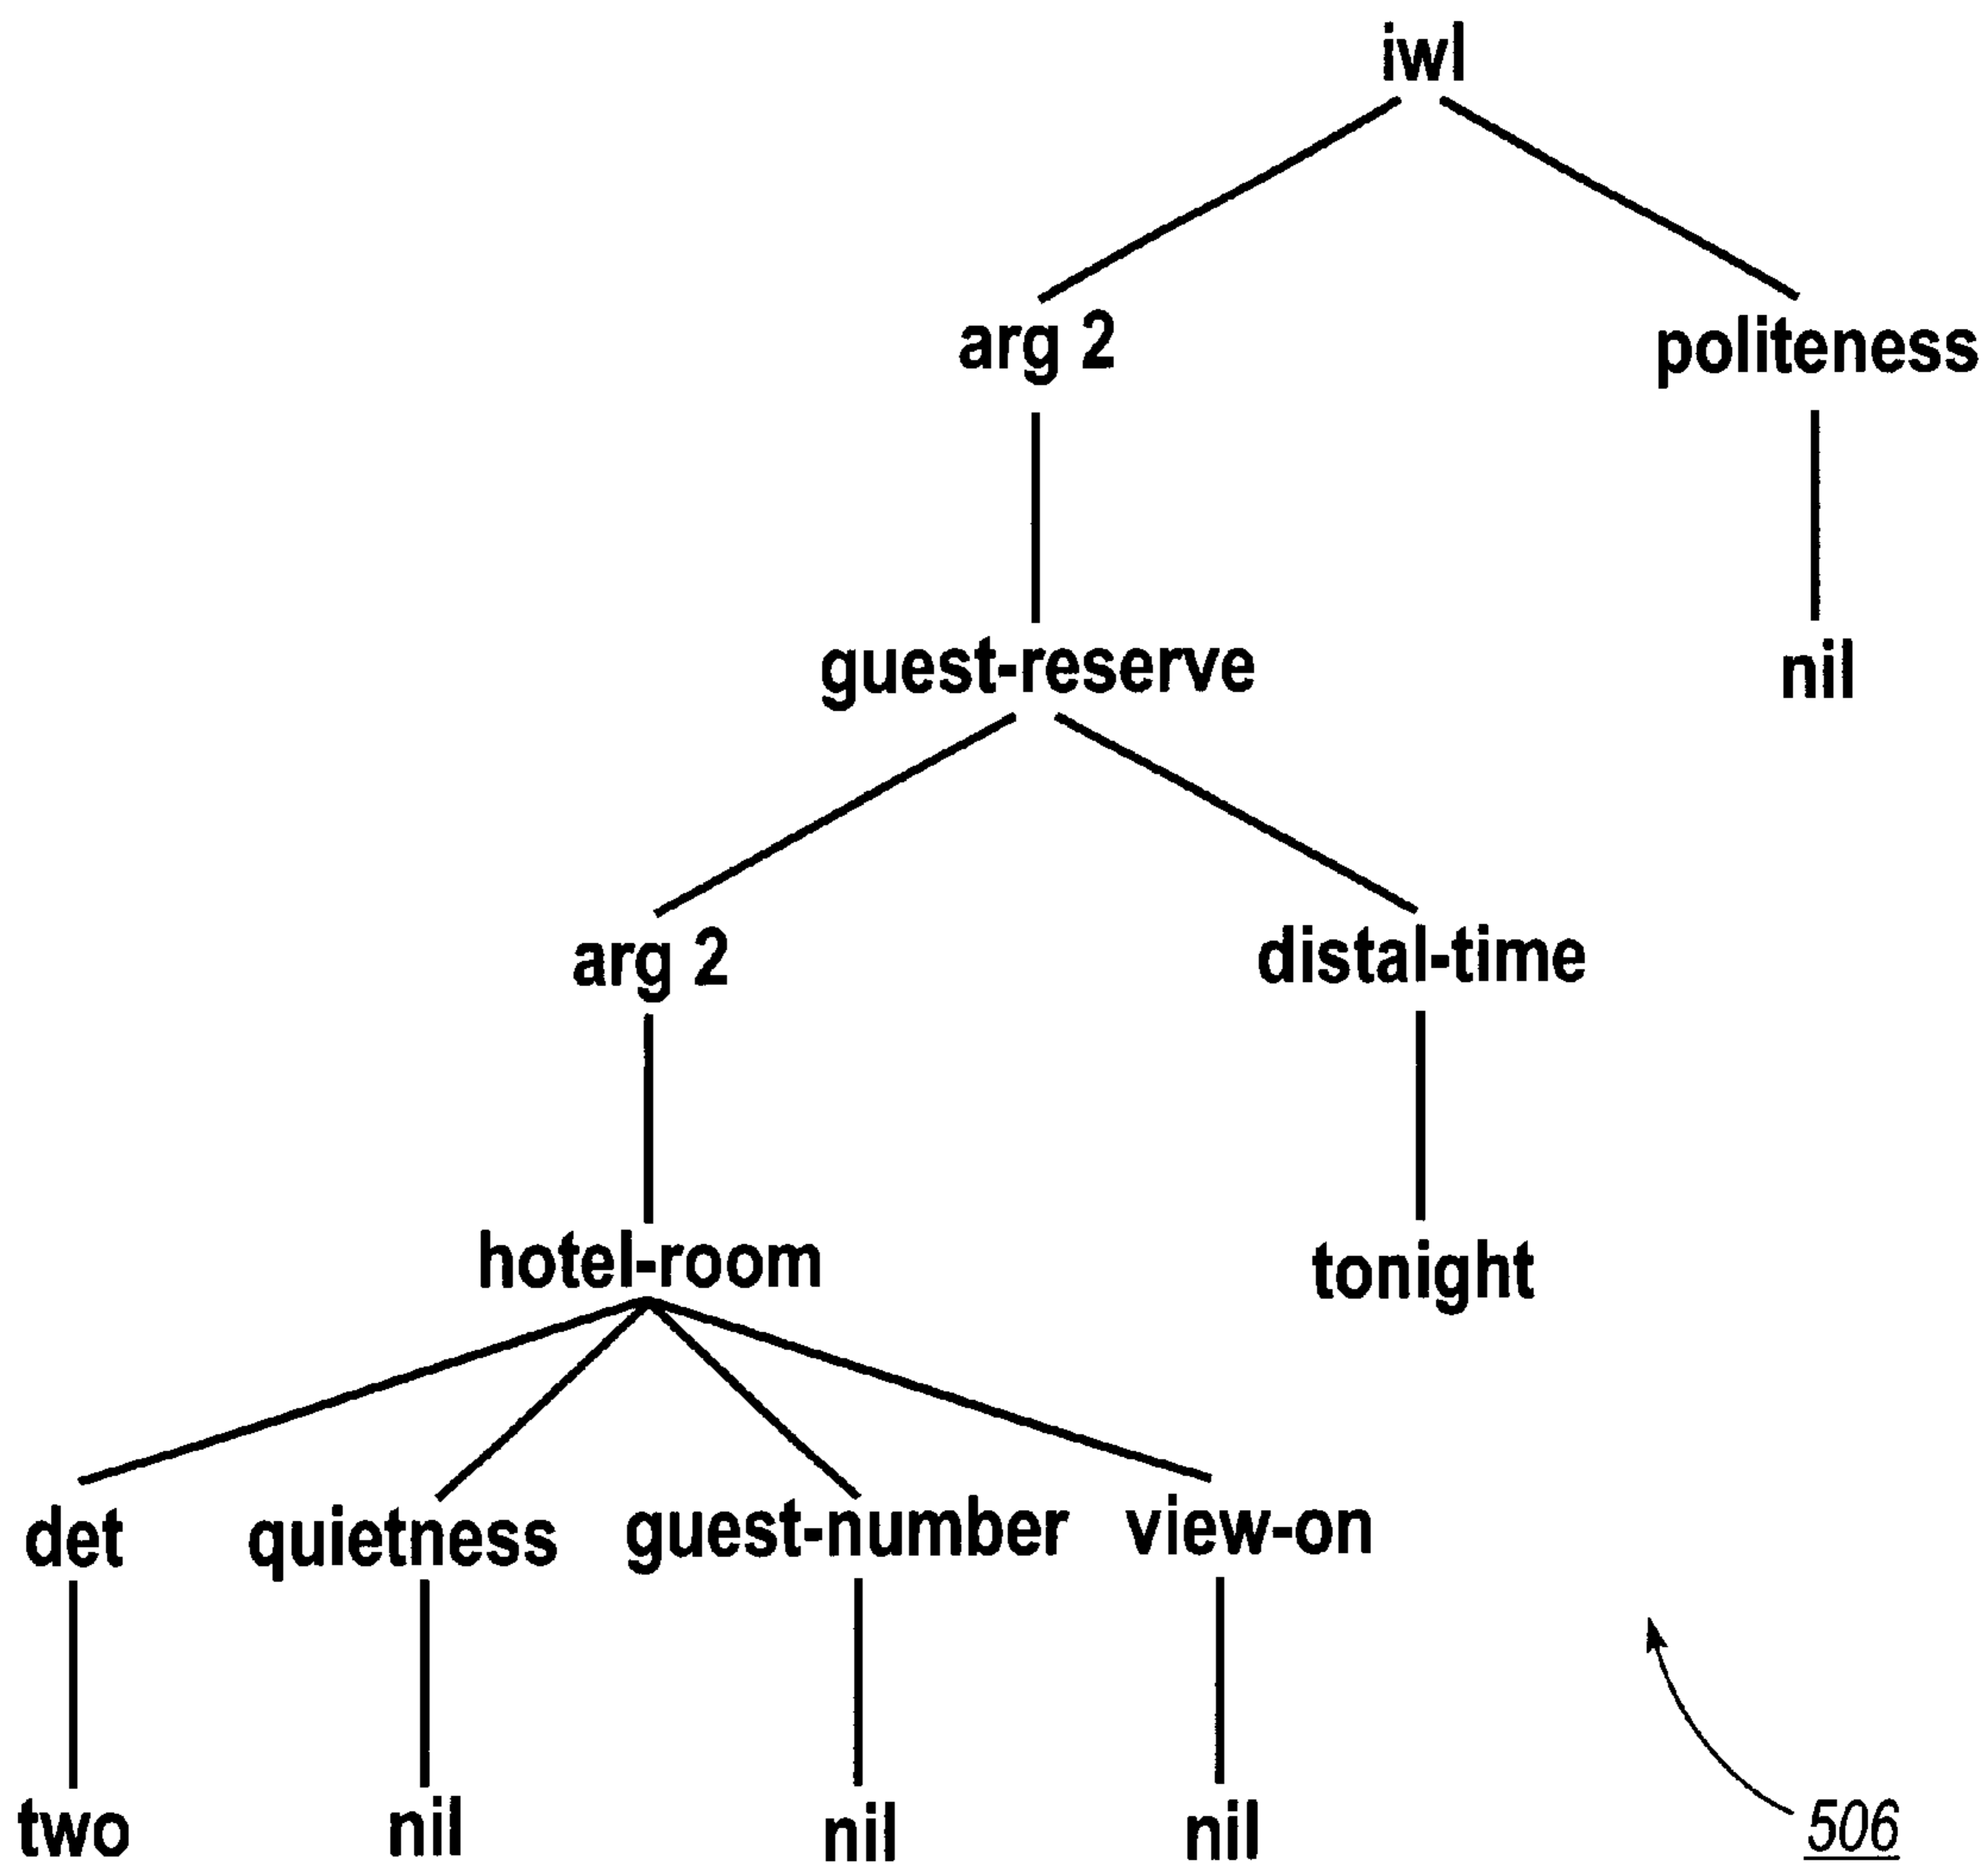 iwl
arg 2 politeness
guest-reserve nil
arg 2 distal-time
hotel-room tonight
det quietness guest-number view-on
two nil nil nil
506